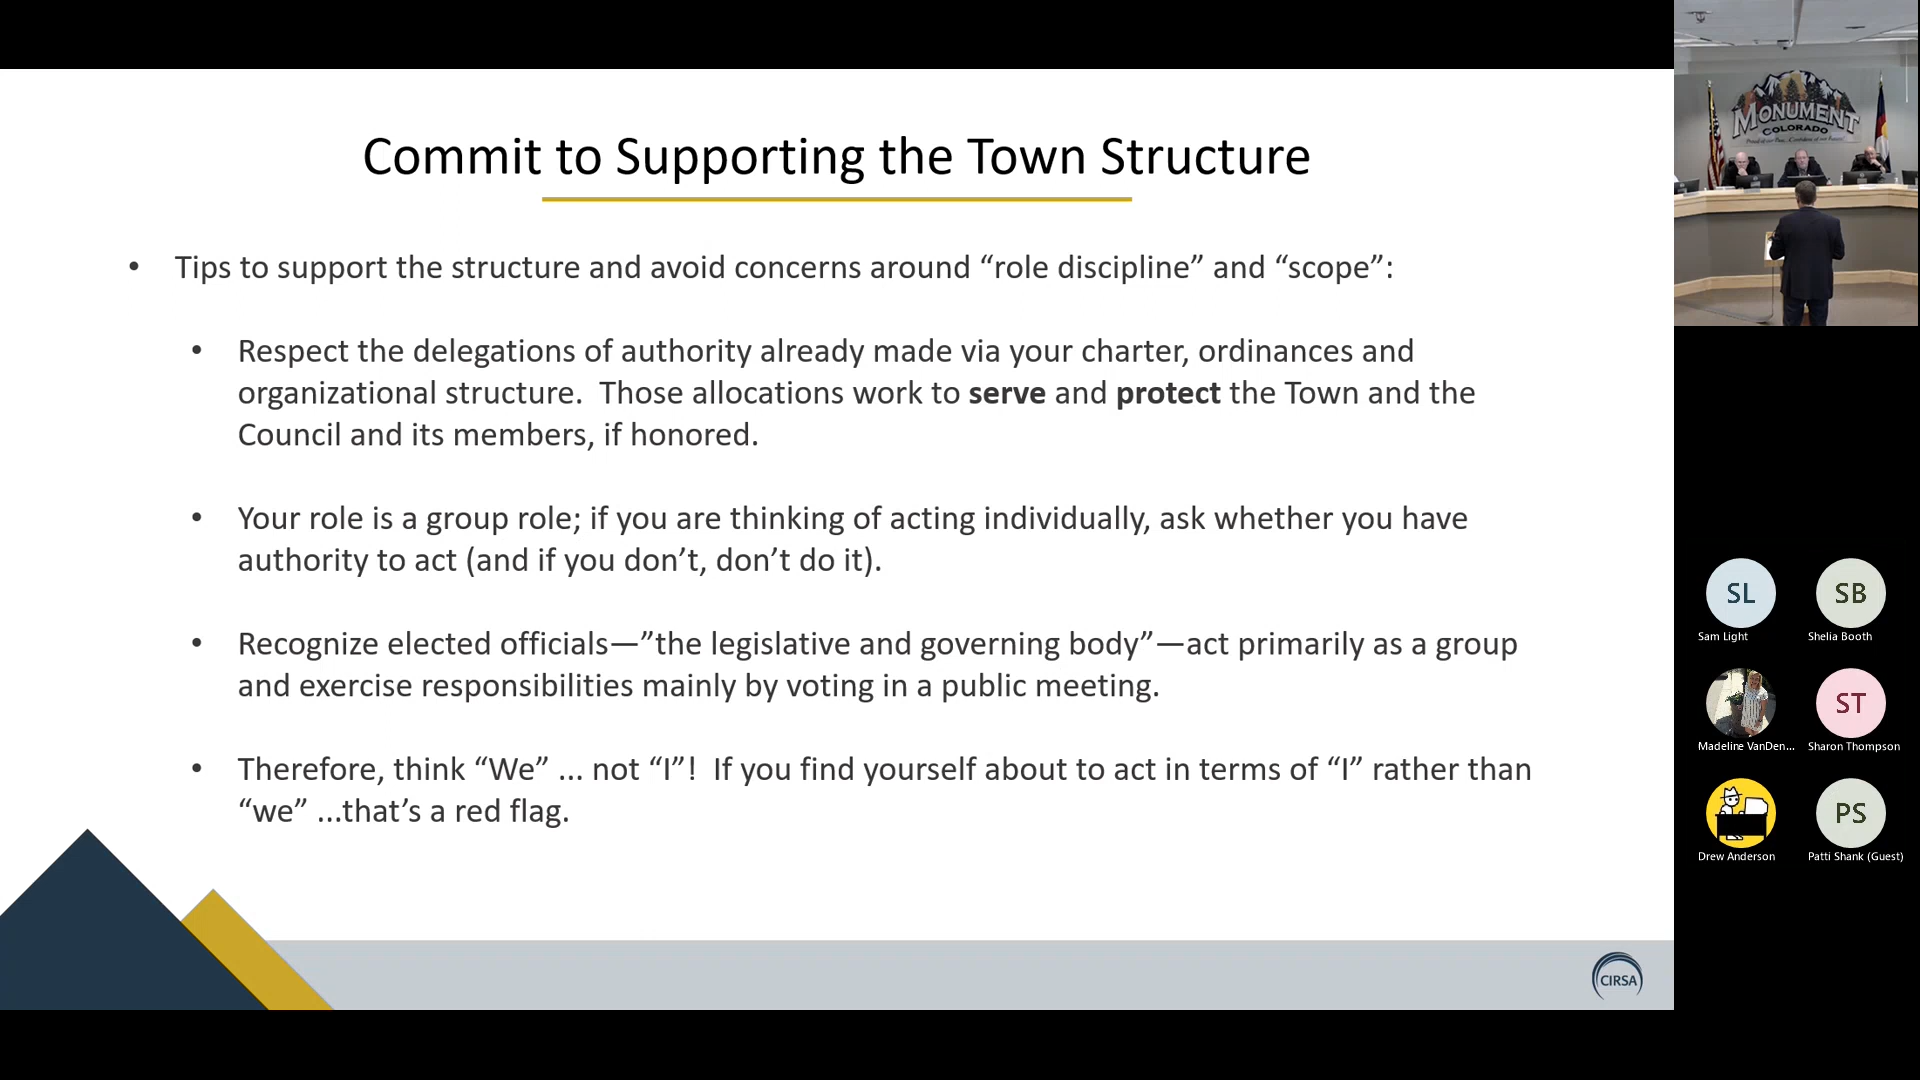 Commit to Supporting the Town Structure
• Tips to support the structure and avoid concerns around “role discipline” and “scope”:
• Respect the delegations of authority already made via your charter, ordinances and
organizational structure.  Those allocations work to serve and protect the Town and the
Council and its members, if honored.
• Your role is a group role; if you are thinking of acting individually, ask whether you have
authority to act (and if you don’t, don’t do it).
• Recognize elected officials—”the legislative and governing body”—act primarily as a group
and exercise responsibilities mainly by voting in a public meeting.
• Therefore, think “We” ... not “I”!  If you find yourself about to act in terms of “I” rather than
“we” ...that’s a red flag.
CIRSA
MONUMENT
COLORADO
SL
Sam Light
SB
Shelia Booth
Madeline VanDen...
ST
Sharon Thompson
Drew Anderson
PS
Patti Shank (Guest)